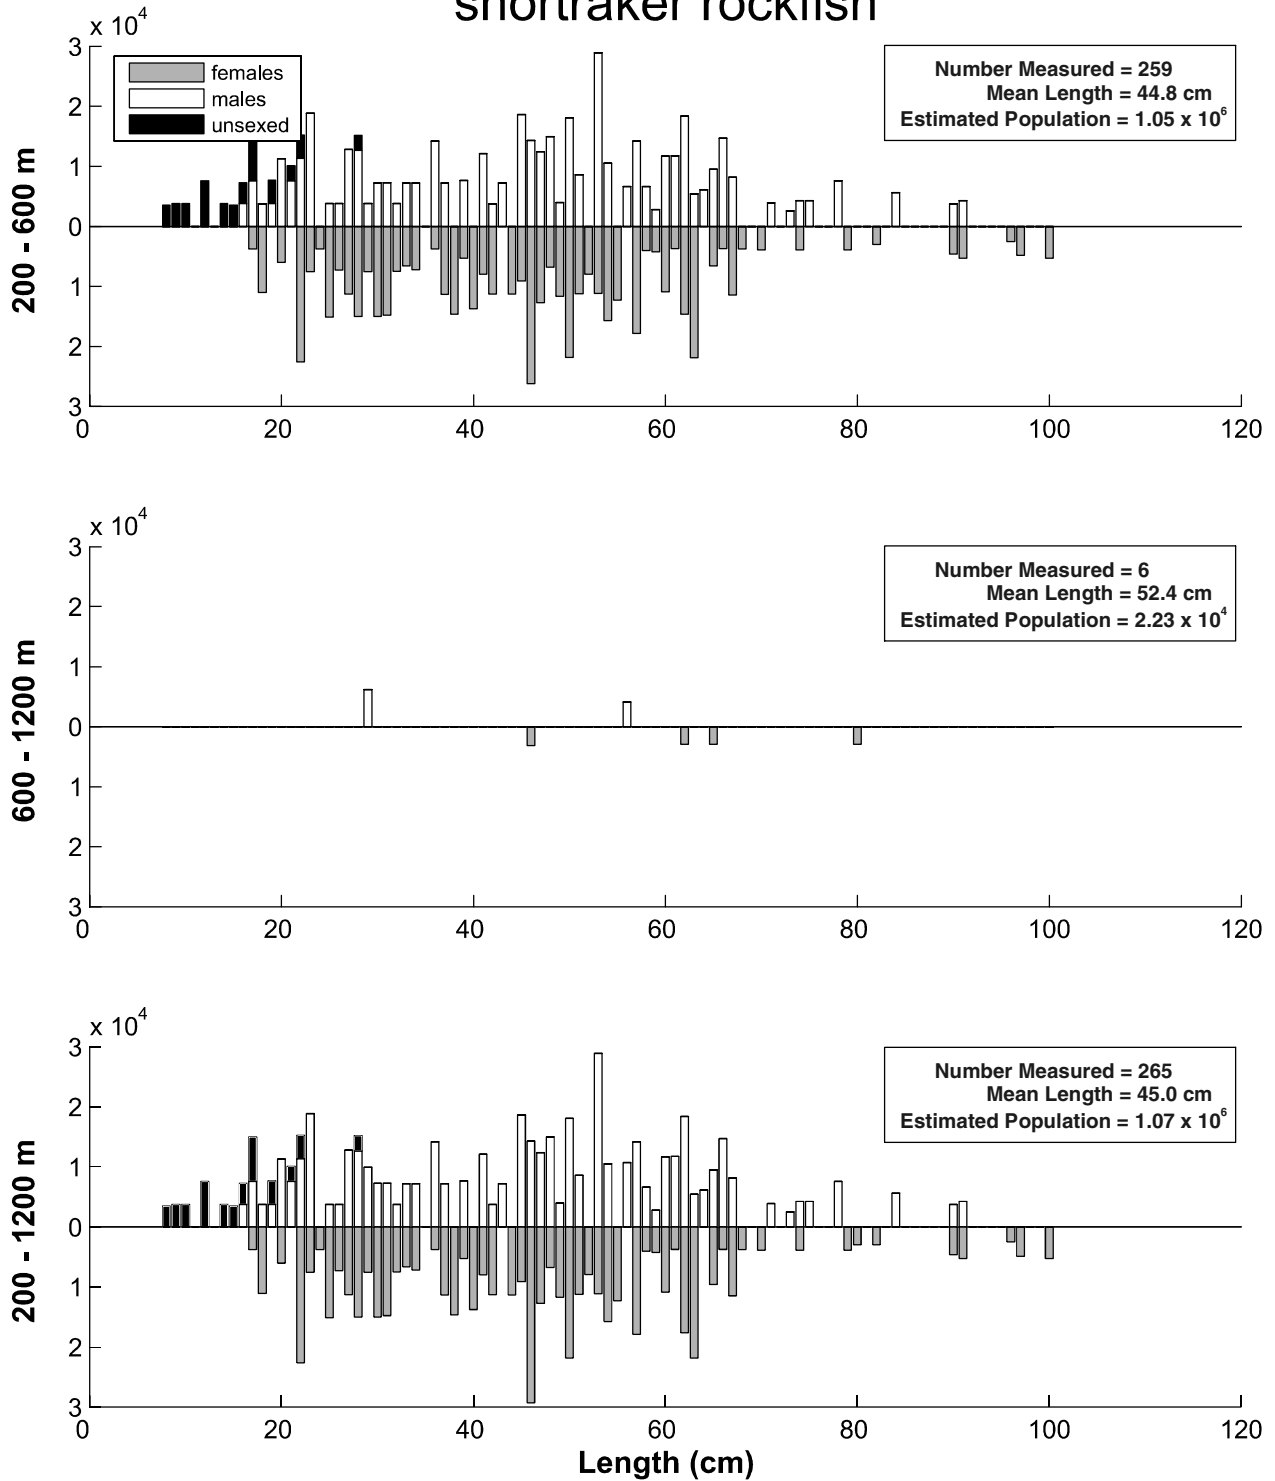 shortraker rockfish
x 10^4
3
2
1
0
1
2
3
200 - 600 m
females
males
unsexed
Number Measured = 259
Mean Length = 44.8 cm
Estimated Population = 1.05 x 10^6
0 20 40 60 80 100 120
x 10^4
3
2
1
0
1
2
3
600 - 1200 m
Number Measured = 6
Mean Length = 52.4 cm
Estimated Population = 2.23 x 10^4
0 20 40 60 80 100 120
x 10^4
3
2
1
0
1
2
3
200 - 1200 m
Number Measured = 265
Mean Length = 45.0 cm
Estimated Population = 1.07 x 10^6
0 20 40 60 80 100 120
Length (cm)